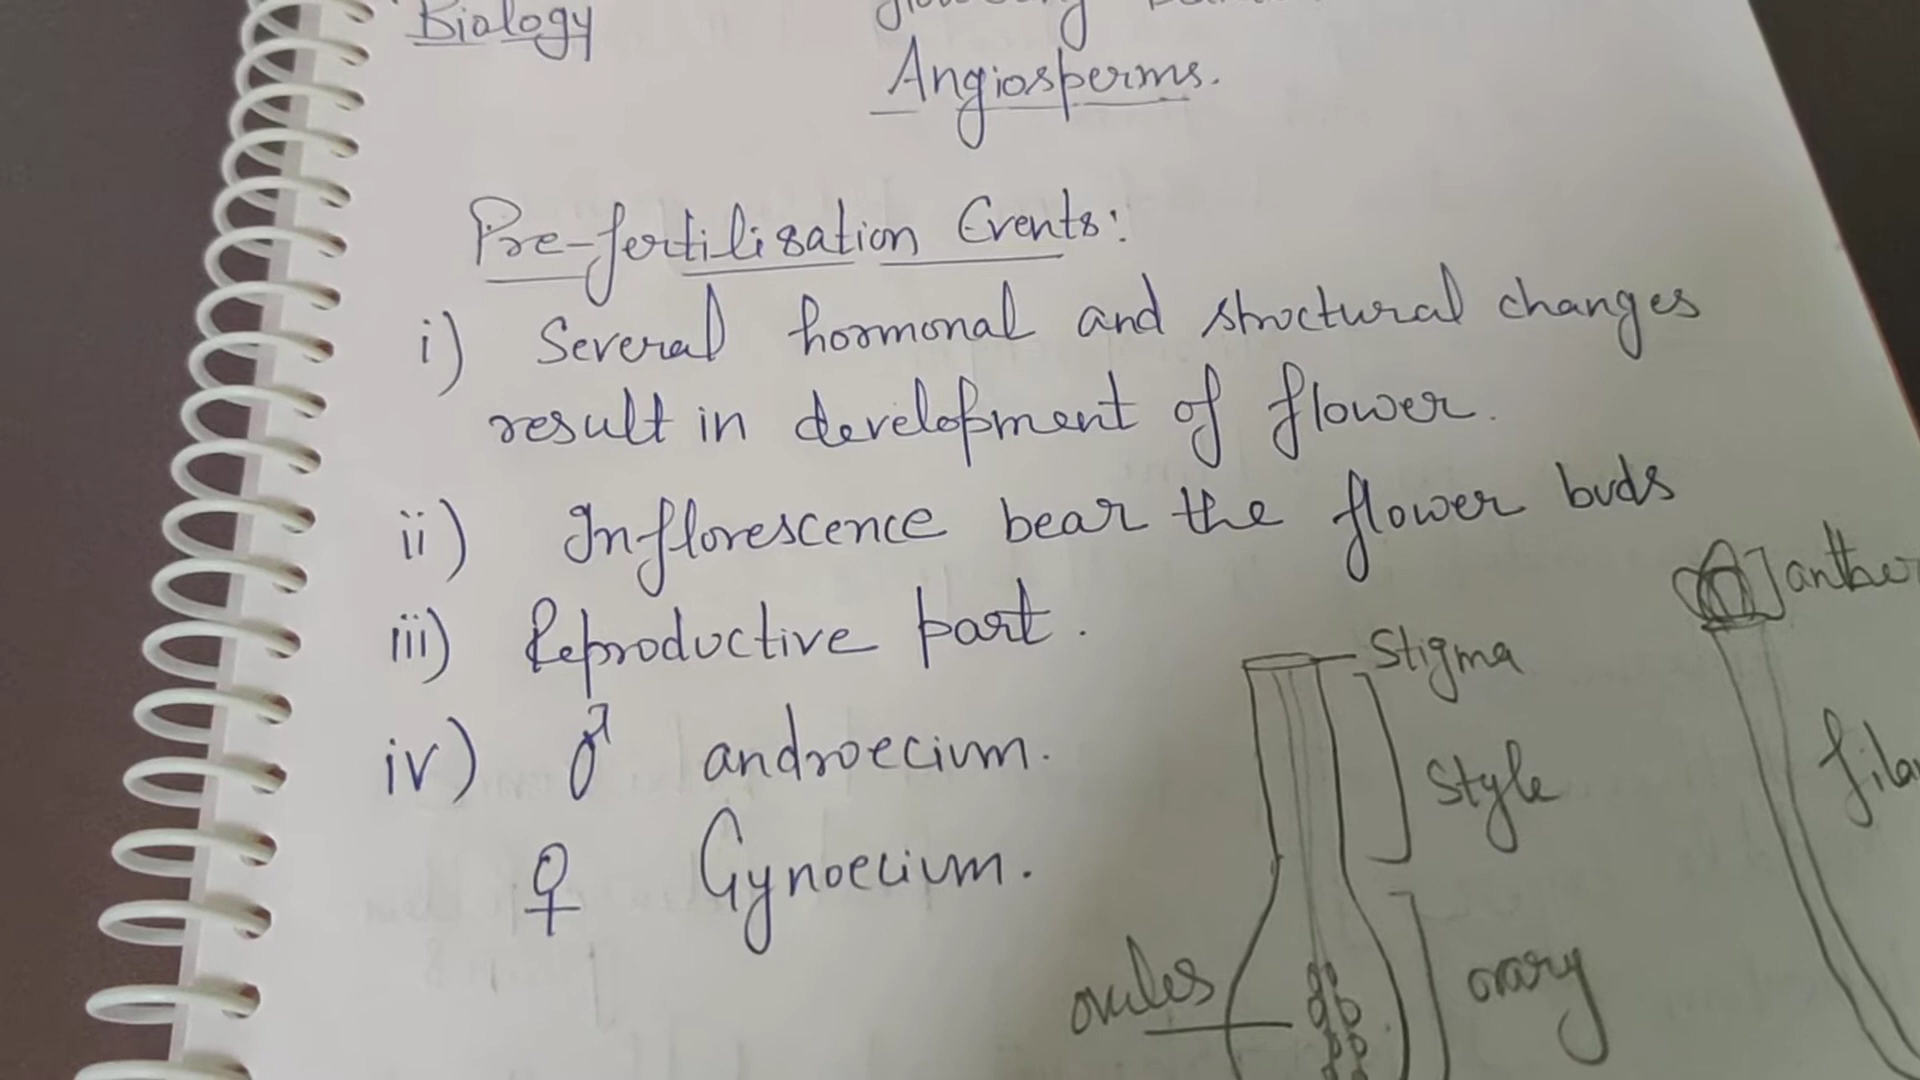 Biology
Angiosperms.
Pre-fertilisation Events:
i) Several hormonal and structural changes
result in development of flower.
ii) Inflorescence bear the flower buds
iii) Reproductive part.
iv) ♂ androecium.
♀ Gynoecium.
anther
Stigma
style
ovules
ovary